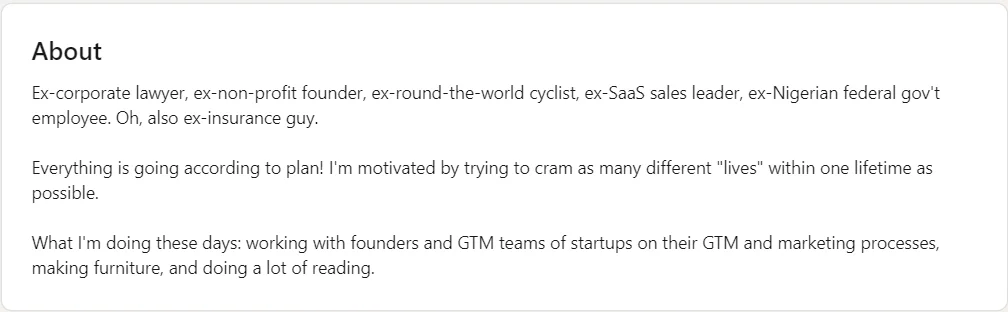 About
Ex-corporate lawyer, ex-non-profit founder, ex-round-the-world cyclist, ex-SaaS sales leader, ex-Nigerian federal gov't
employee. Oh, also ex-insurance guy.
Everything is going according to plan! I'm motivated by trying to cram as many different "lives" within one lifetime as
possible.
What I'm doing these days: working with founders and GTM teams of startups on their GTM and marketing processes,
making furniture, and doing a lot of reading.